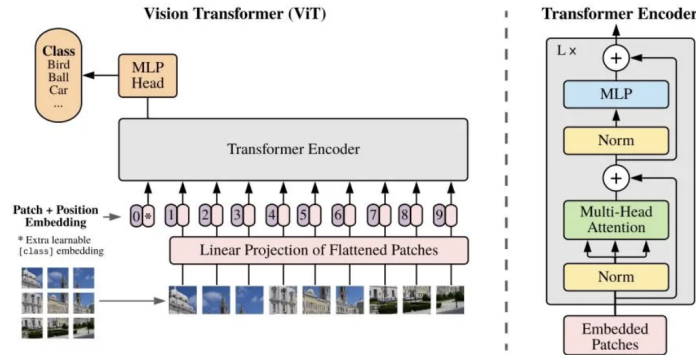 Vision Transformer (ViT)
Class
Bird
Ball
Car
...
MLP
Head
Transformer Encoder
Patch + Position
Embedding
* Extra learnable
[class] embedding
0 * 1 2 3 4 5 6 7 8 9
Linear Projection of Flattened Patches
Transformer Encoder
L x
+
MLP
Norm
+
Multi-Head
Attention
Norm
Embedded
Patches